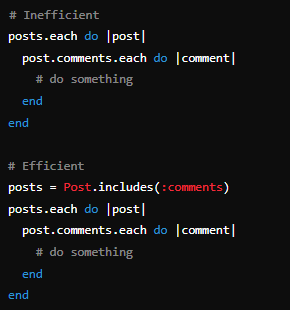 # Inefficient
posts.each do |post|
  post.comments.each do |comment|
    # do something
  end
end

# Efficient
posts = Post.includes(:comments)
posts.each do |post|
  post.comments.each do |comment|
    # do something
  end
end